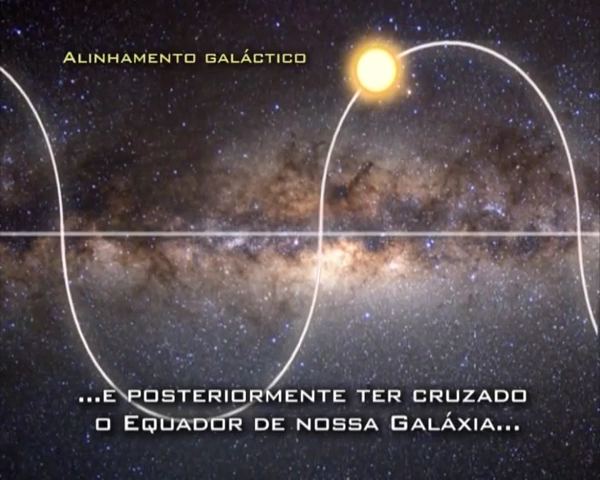 Alinhamento galáctico
...e posteriormente ter cruzado
o Equador de nossa Galáxia...